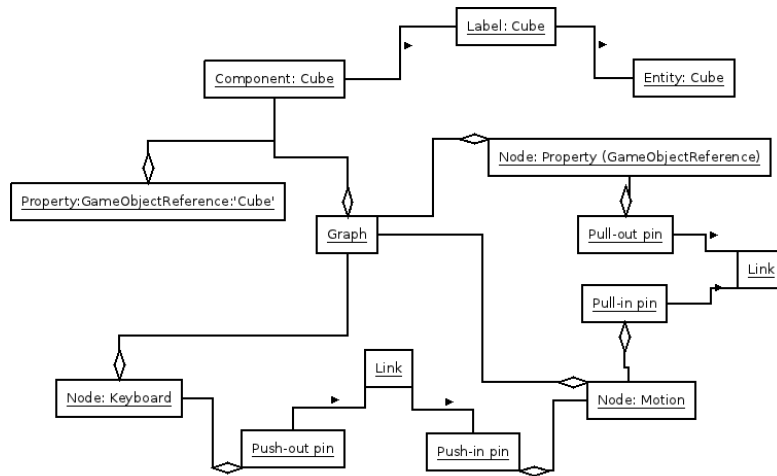 Label: Cube
Component: Cube
Entity: Cube
Node: Property (GameObjectReference)
Property:GameObjectReference:'Cube'
Graph
Pull-out pin
Link
Pull-in pin
Link
Node: Keyboard
Node: Motion
Push-out pin
Push-in pin